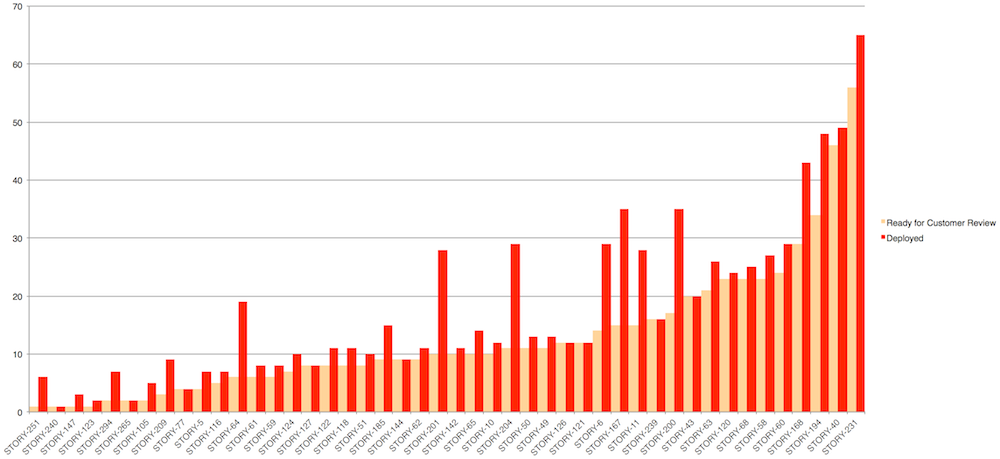 70
60
50
40
30
20
10
0
Ready for Customer Review
Deployed
STORY-251
STORY-240
STORY-147
STORY-123
STORY-294
STORY-265
STORY-105
STORY-209
STORY-77
STORY-5
STORY-116
STORY-64
STORY-61
STORY-59
STORY-124
STORY-127
STORY-122
STORY-118
STORY-51
STORY-185
STORY-144
STORY-62
STORY-201
STORY-142
STORY-65
STORY-10
STORY-204
STORY-50
STORY-49
STORY-126
STORY-121
STORY-6
STORY-167
STORY-11
STORY-239
STORY-200
STORY-43
STORY-63
STORY-120
STORY-68
STORY-58
STORY-60
STORY-168
STORY-194
STORY-40
STORY-231